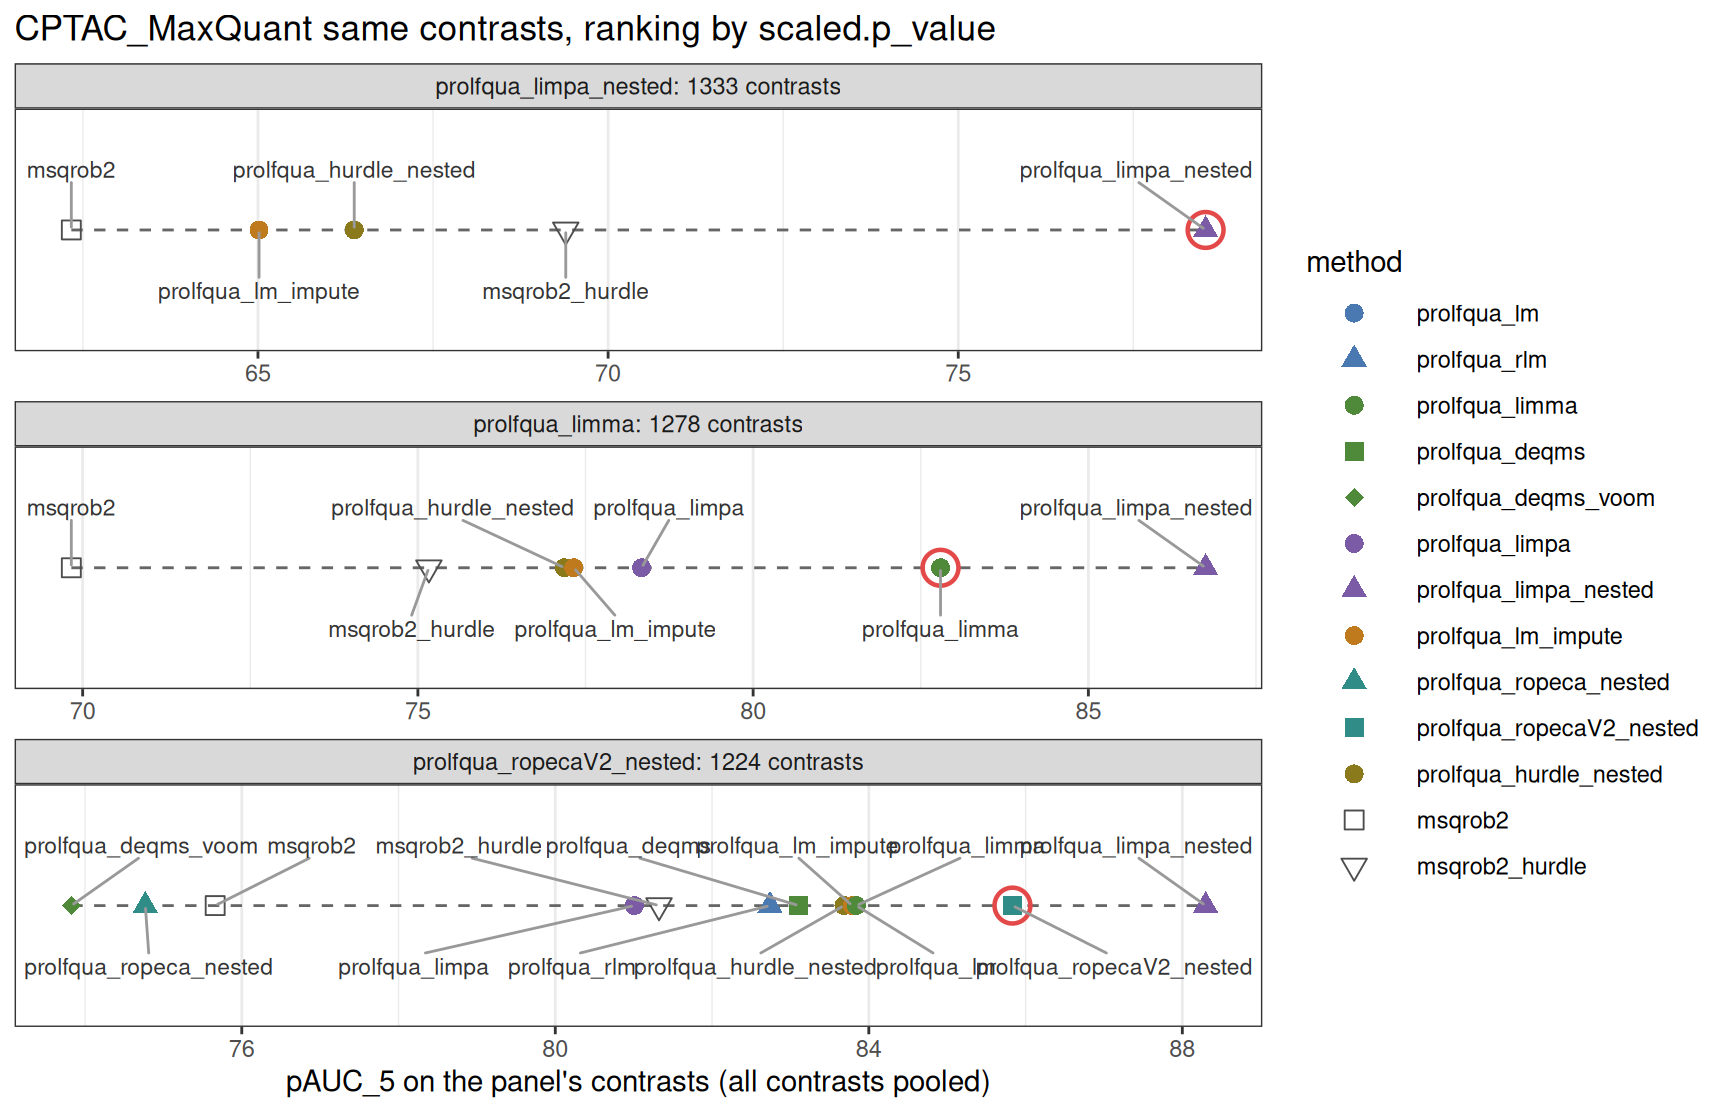 CPTAC_MaxQuant same contrasts, ranking by scaled.p_value
prolfqua_limpa_nested: 1333 contrasts
msqrob2 prolfqua_hurdle_nested prolfqua_limpa_nested
prolfqua_lm_impute msqrob2_hurdle
65 70 75
prolfqua_limma: 1278 contrasts
msqrob2 prolfqua_hurdle_nested prolfqua_limpa prolfqua_limpa_nested
msqrob2_hurdle prolfqua_lm_impute prolfqua_limma
70 75 80 85
prolfqua_ropecaV2_nested: 1224 contrasts
prolfqua_deqms_voom msqrob2 msqrob2_hurdle prolfqua_deqms prolfqua_lm_impute prolfqua_limma prolfqua_limpa_nested
prolfqua_ropeca_nested prolfqua_limpa prolfqua_rlm prolfqua_hurdle_nested prolfqua_lm prolfqua_ropecaV2_nested
76 80 84 88
pAUC_5 on the panel's contrasts (all contrasts pooled)
method
prolfqua_lm
prolfqua_rlm
prolfqua_limma
prolfqua_deqms
prolfqua_deqms_voom
prolfqua_limpa
prolfqua_limpa_nested
prolfqua_lm_impute
prolfqua_ropeca_nested
prolfqua_ropecaV2_nested
prolfqua_hurdle_nested
msqrob2
msqrob2_hurdle